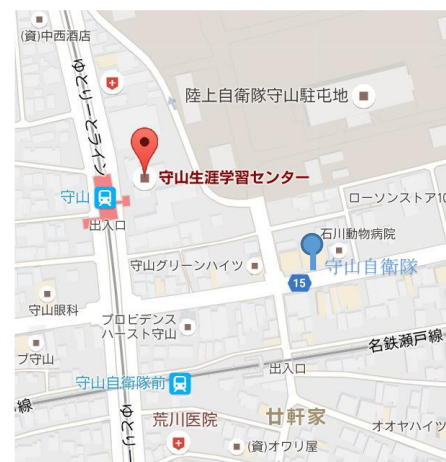 (資)中西酒店
ゆとりーとライン
陸上自衛隊守山駐屯地
守山生涯学習センター
守山
出入口
ローソンストア10
石川動物病院
守山自衛隊
守山グリーンハイツ
15
守山眼科
プロビデンス
ハースト守山
プ守山
名鉄瀬戸線
出入口
守山自衛隊前
線
ゆとりーと
荒川医院
廿軒家
オオヤハイツ
(資)オワリ屋